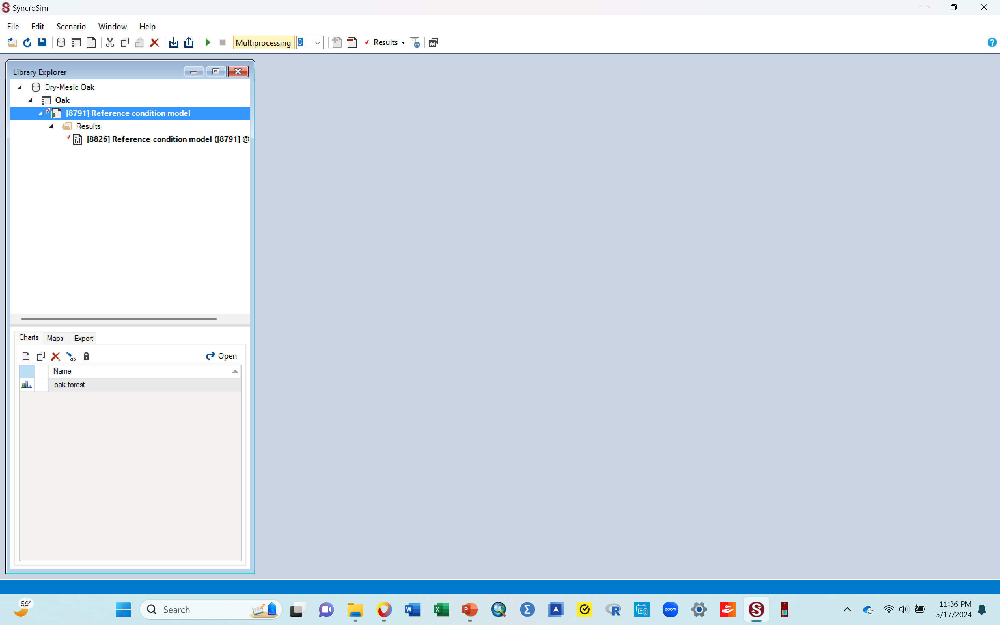 SyncroSim
File Edit Scenario Window Help
Multiprocessing 8 Results
Library Explorer
Dry-Mesic Oak
Oak
[8791] Reference condition model
Results
[8826] Reference condition model ([8791] @
Charts Maps Export
ab Open
Name
oak forest
59°
Search
W X P Σ A R zoom S
11:36 PM
5/17/2024